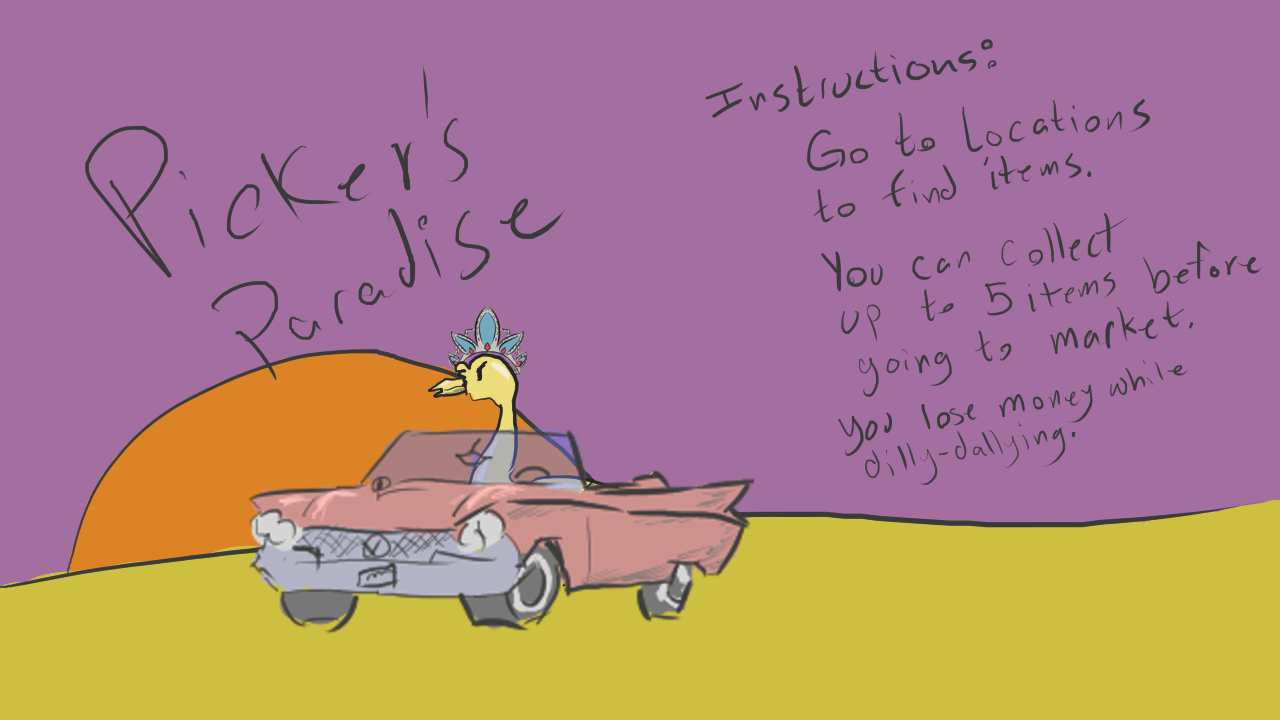 Picker's
Paradise
Instructions:
Go to Locations
to find items.
You can collect
up to 5 items before
going to market.
You lose money while
dilly-dallying.